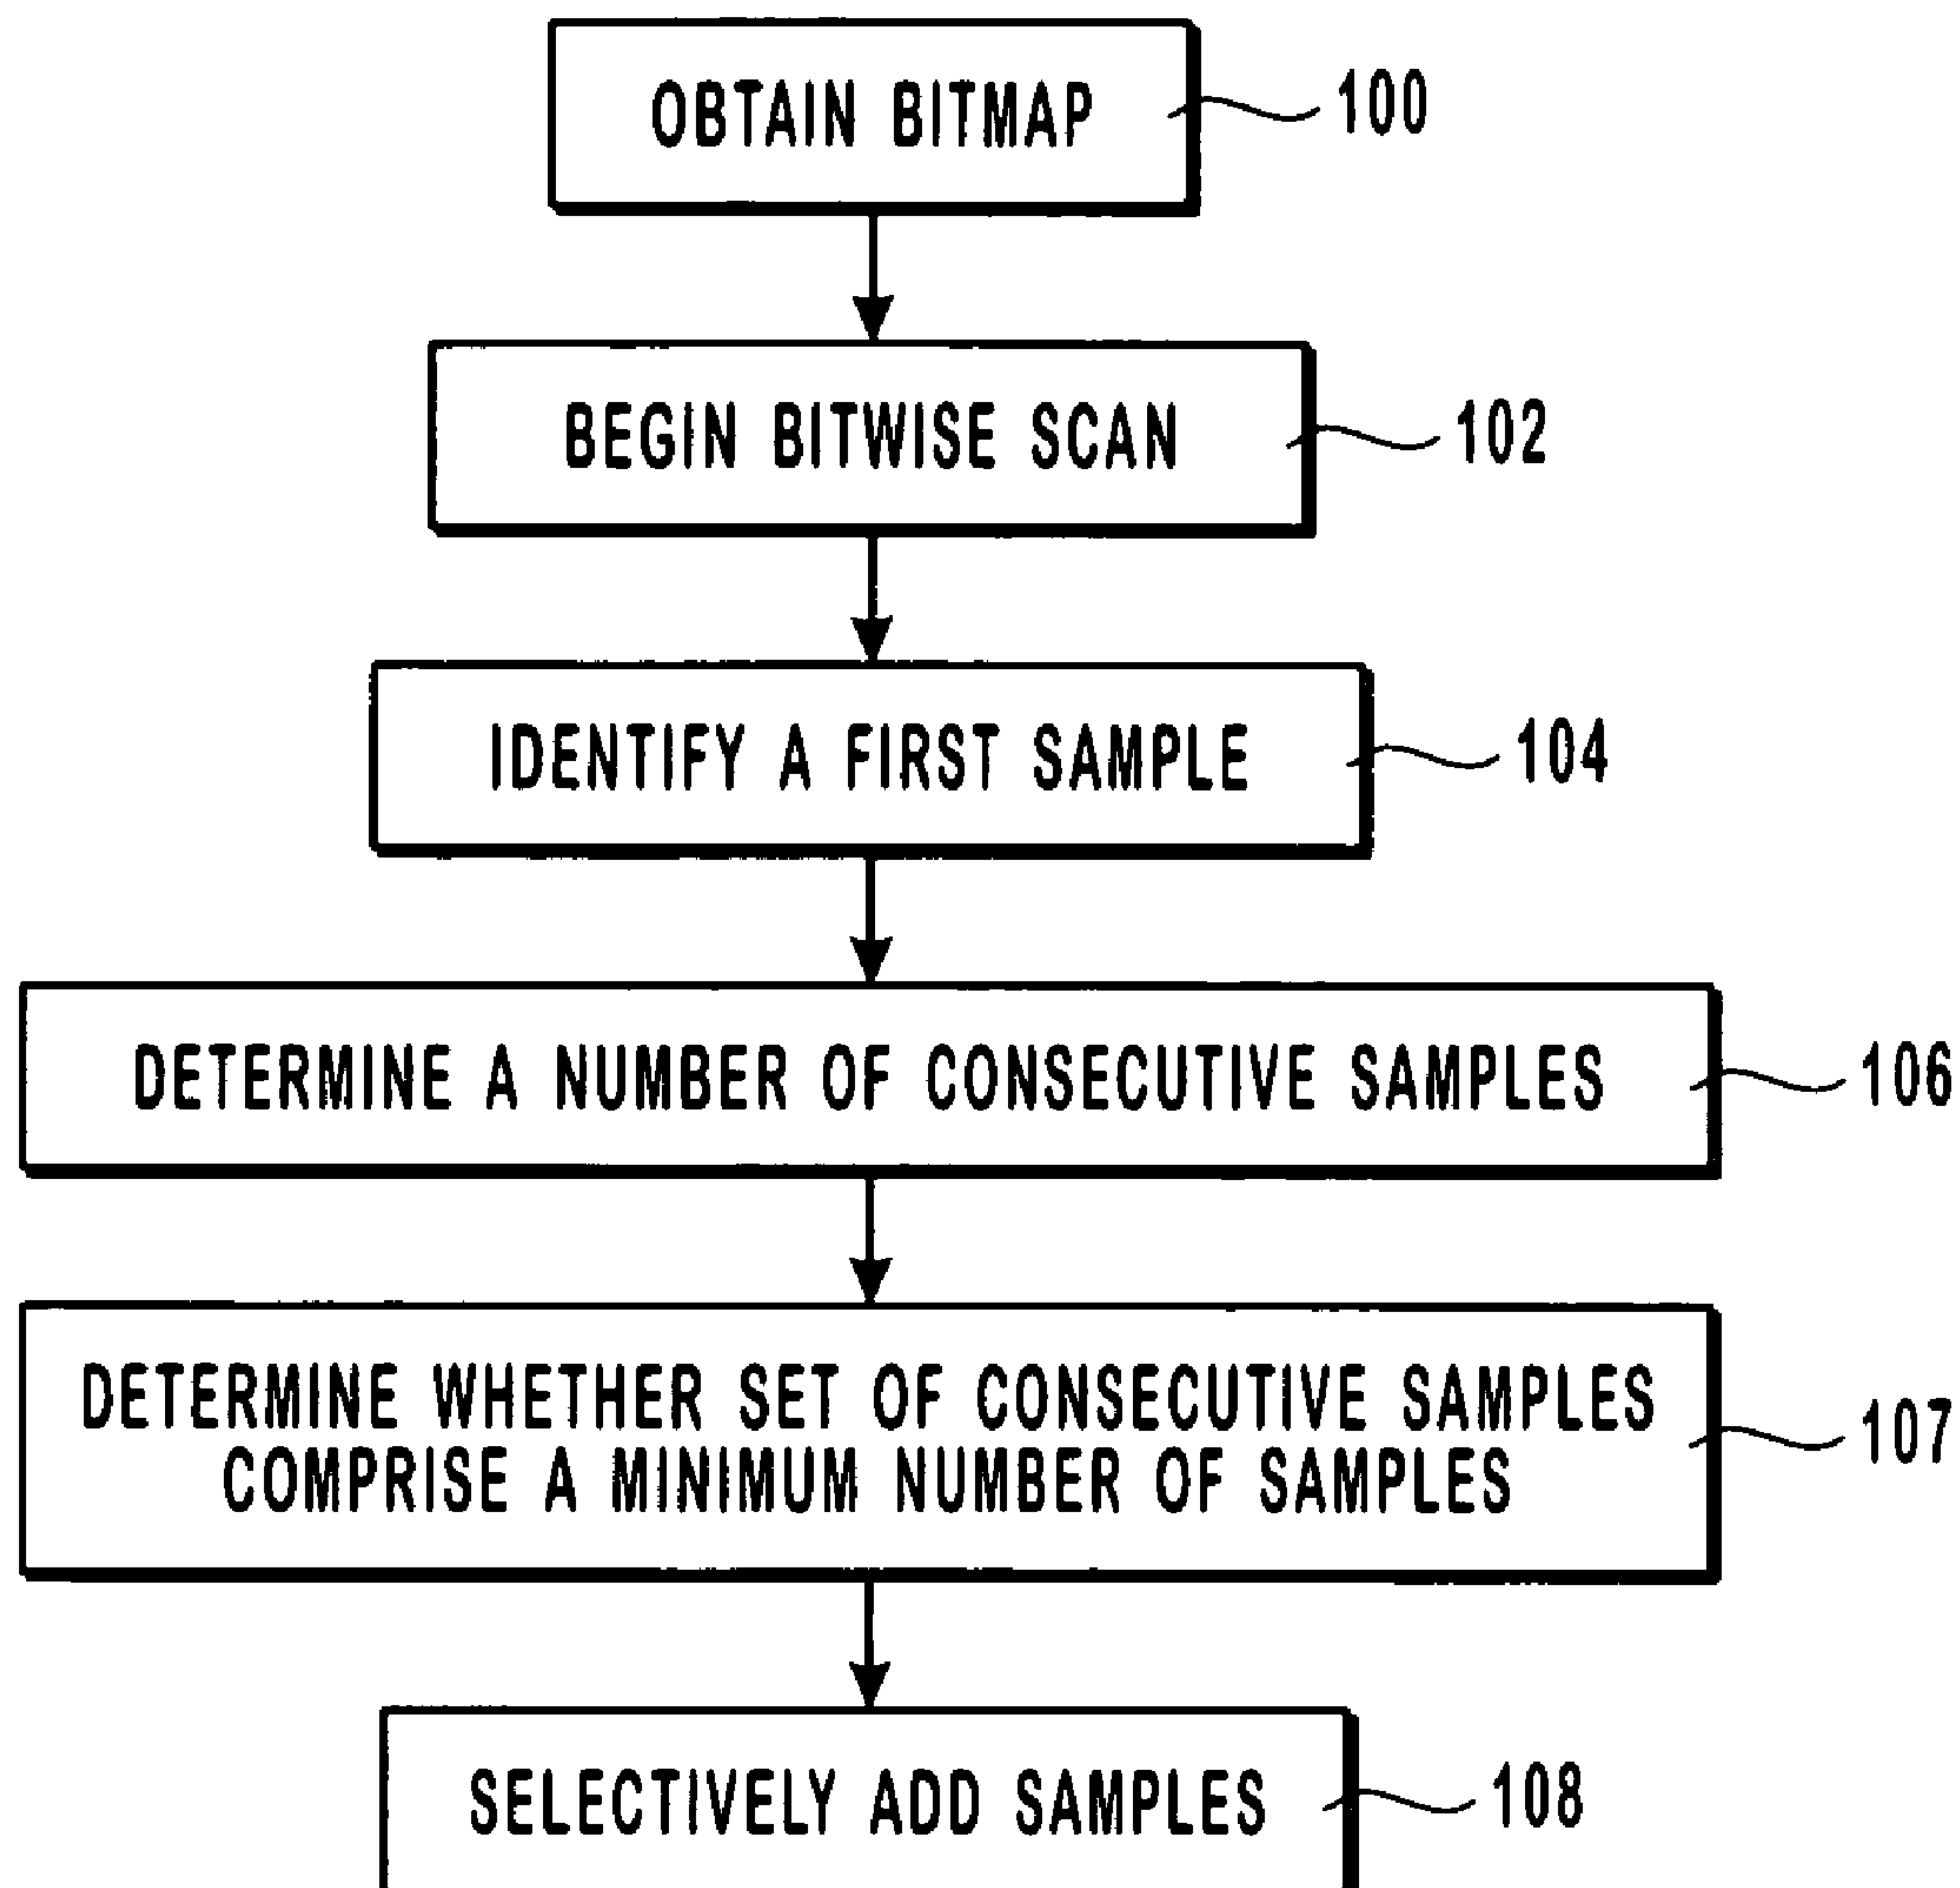 OBTAIN BITMAP 100
BEGIN BITWISE SCAN 102
IDENTIFY A FIRST SAMPLE 104
DETERMINE A NUMBER OF CONSECUTIVE SAMPLES 106
DETERMINE WHETHER SET OF CONSECUTIVE SAMPLES
COMPRISE A MINIMUM NUMBER OF SAMPLES 107
SELECTIVELY ADD SAMPLES 108